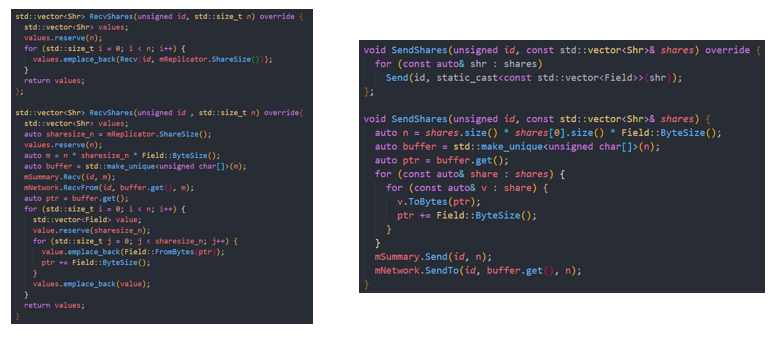 std::vector<Shr> RecvShares(unsigned id, std::size_t n) override {
  std::vector<Shr> values;
  values.reserve(n);
  for (std::size_t i = 0; i < n; i++) {
    values.emplace_back(Recv(id, mReplicator.ShareSize()));
  }
  return values;
};

std::vector<Shr> RecvShares(unsigned id , std::size_t n) override{
  std::vector<Shr> values;
  auto sharesize_n = mReplicator.ShareSize();
  values.reserve(n);
  auto m = n * sharesize_n * Field::ByteSize();
  auto buffer = std::make_unique<unsigned char[]>(m);
  mSummary.Recv(id, m);
  mNetwork.RecvFrom(id, buffer.get(), m);
  auto ptr = buffer.get();
  for (std::size_t i = 0; i < n; i++) {
    std::vector<Field> value;
    value.reserve(sharesize_n);
    for (std::size_t j = 0; j < sharesize_n; j++) {
      value.emplace_back(Field::FromBytes(ptr));
      ptr += Field::ByteSize();
    }
    values.emplace_back(value);
  }
  return values;
}

void SendShares(unsigned id, const std::vector<Shr>& shares) override {
  for (const auto& shr : shares)
    Send(id, static_cast<const std::vector<Field>>(shr));
};

void SendShares(unsigned id, const std::vector<Shr>& shares) {
  auto n = shares.size() * shares[0].size() * Field::ByteSize();
  auto buffer = std::make_unique<unsigned char[]>(n);
  auto ptr = buffer.get();
  for (const auto& share : shares) {
    for (const auto& v : share) {
      v.ToBytes(ptr);
      ptr += Field::ByteSize();
    }
  }
  mSummary.Send(id, n);
  mNetwork.SendTo(id, buffer.get(), n);
}